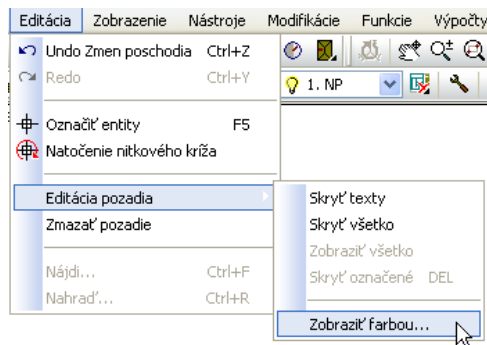 Editácia Zobrazenie Nástroje Modifikácie Funkcie Výpočty
Undo Zmen poschodia Ctrl+Z
Redo Ctrl+Y
1. NP
Označiť entity F5
Natočenie nitkového kríža
Editácia pozadia
Zmazať pozadie
Nájdi... Ctrl+F
Nahraď... Ctrl+R
Skryť texty
Skryť všetko
Zobraziť všetko
Skryť označené DEL
Zobraziť farbou...